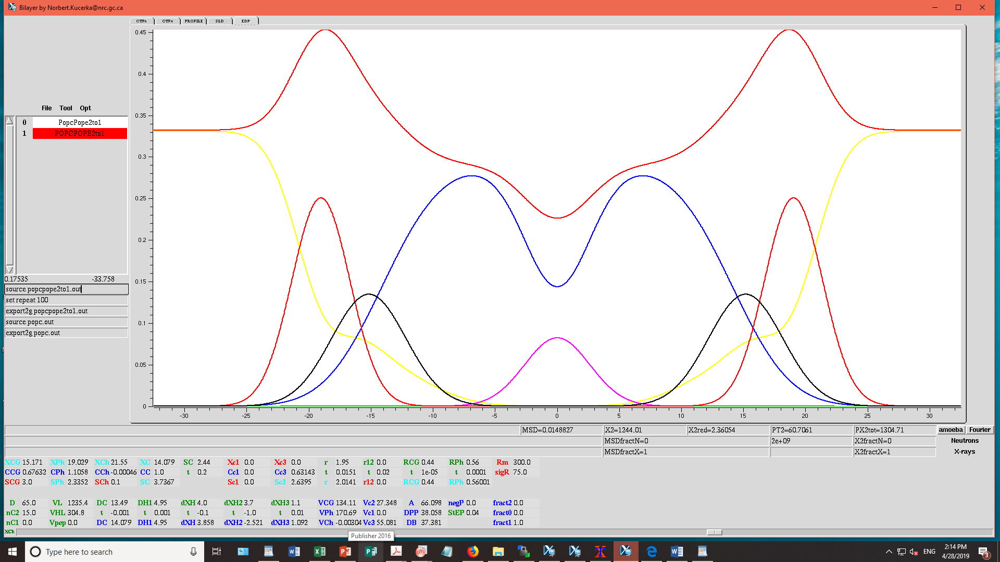 Bilayer by Norbert.Kucerka@nrc.gc.ca
CTFn CTFx PROFILE SLD EDP
File Tool Opt
0 PopcPope2to1
1 POPCPOPE2to1
0.17535 -33.758
source popcpope2to1.out
set repeat 100
export2g popcpope2to1.out
source popc.out
export2g popc.out
0.45
0.4
0.35
0.3
0.25
0.2
0.15
0.1
0.05
0
-30 -25 -20 -15 -10 -5 0 5 10 15 20 25 30
MSD=0.0148827 X2=1244.01 X2red=2.36054 PT2=60.7061 PX2tot=1304.71 amoeba Fourier
MSDfractN=0 2e+09 X2fractN=0 Neutrons
MSDfractX=1 X2fractX=1 X-rays
XCG 15.171 XPh 19.029 XCh 21.55 XC 14.079 SC 2.44 Xc1 0.0 Xc3 0.0 r 1.95 r12 0.0 RCG 0.44 RPh 0.56 Rm 300.0
CCG 0.67632 CPh 1.1058 CCh -0.00046 CC 1.0 t 0.2 Cc1 0.0 Cc3 0.63143 t 0.0151 t 0.02 t 1e-05 t 0.0001 sigR 75.0
SCG 3.0 SPh 2.3352 SCh 0.1 SC 3.7367 Sc1 0.0 Sc3 2.6395 r 2.0141 r12 0.0 RCG 0.44 RPh 0.56001
D 65.0 VL 1235.4 DC 13.49 DH1 4.95 dXH 4.0 dXH2 3.7 dXH3 1.1 VCG 134.11 Vc2 27.348 A 66.098 negP 0.0 fract2 0.0
nC2 15.0 VHL 304.8 t -0.001 t 0.001 t -0.1 t -1.0 t 0.01 VPh 170.69 Vc1 0.0 DPP 38.058 StEP 0.04 fract0 0.0
nC1 0.0 Vpep 0.0 DC 14.079 DH1 4.95 dXH 3.858 dXH2 -2.521 dXH3 1.092 VCh -0.00304 Vc3 55.081 DB 37.381 fract1 1.0
XCh
Publisher 2016
Type here to search
ENG
2:14 PM
4/28/2019
3